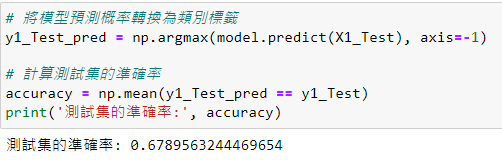 # 將模型預測概率轉換為類別標籤
y1_Test_pred = np.argmax(model.predict(X1_Test), axis=-1)
# 計算測試集的準確率
accuracy = np.mean(y1_Test_pred == y1_Test)
print('測試集的準確率:', accuracy)
測試集的準確率: 0.6789563244469654